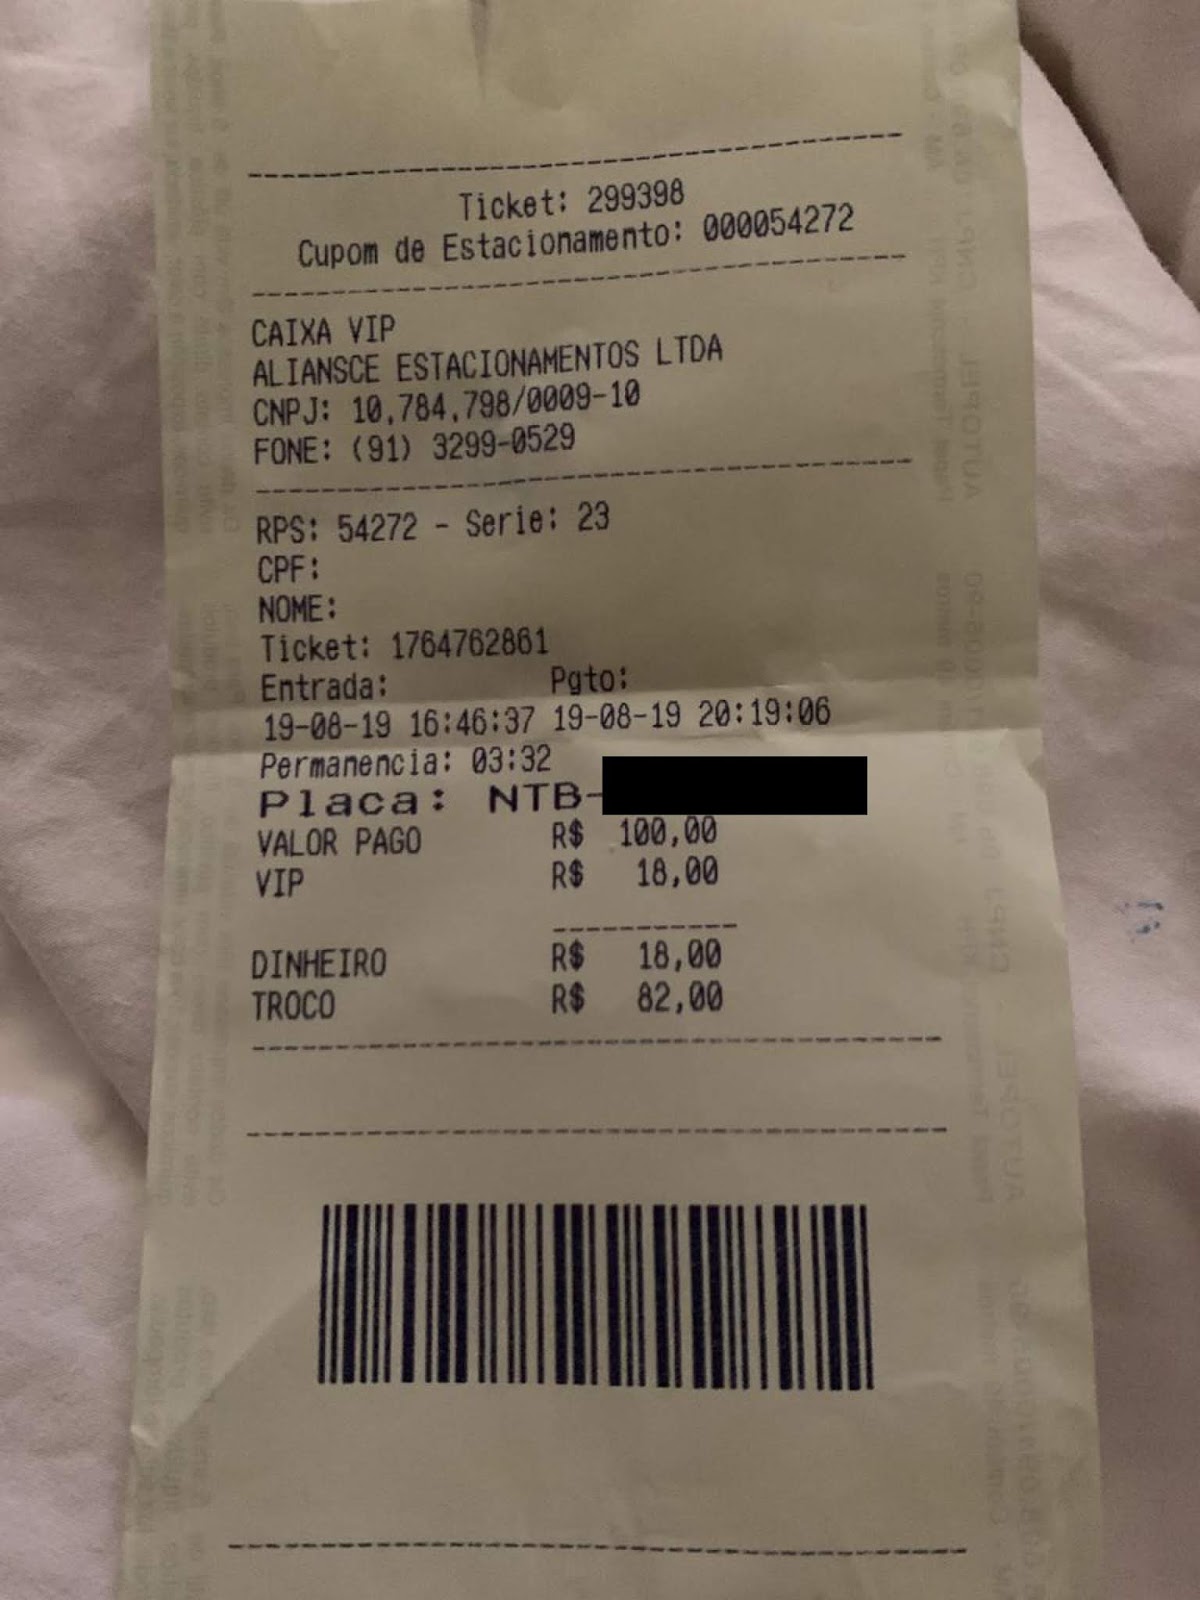 Ticket: 299398
Cupom de Estacionamento: 000054272
CAIXA VIP
ALIANSCE ESTACIONAMENTOS LTDA
CNPJ: 10.784.798/0009-10
FONE: (91) 3299-0529
RPS: 54272 - Serie: 23
CPF:
NOME:
Ticket: 1764762861
Entrada: Pgto:
19-08-19 16:46:37 19-08-19 20:19:06
Permanencia: 03:32
Placa: NTB-
VALOR PAGO R$ 100,00
VIP R$ 18,00
DINHEIRO R$ 18,00
TROCO R$ 82,00